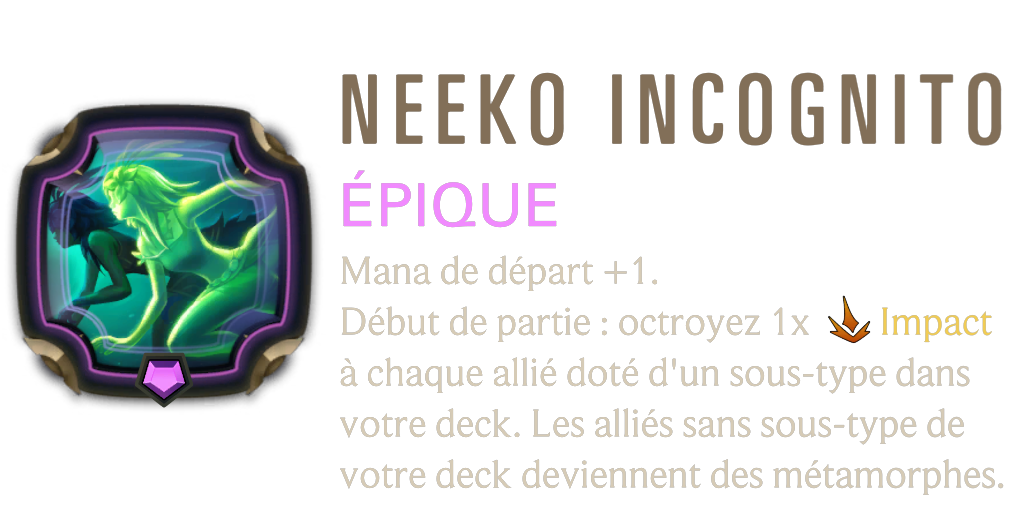 NEEKO INCOGNITO
ÉPIQUE
Mana de départ +1.
Début de partie : octroyez 1x Impact
à chaque allié doté d'un sous-type dans
votre deck. Les alliés sans sous-type de
votre deck deviennent des métamorphes.